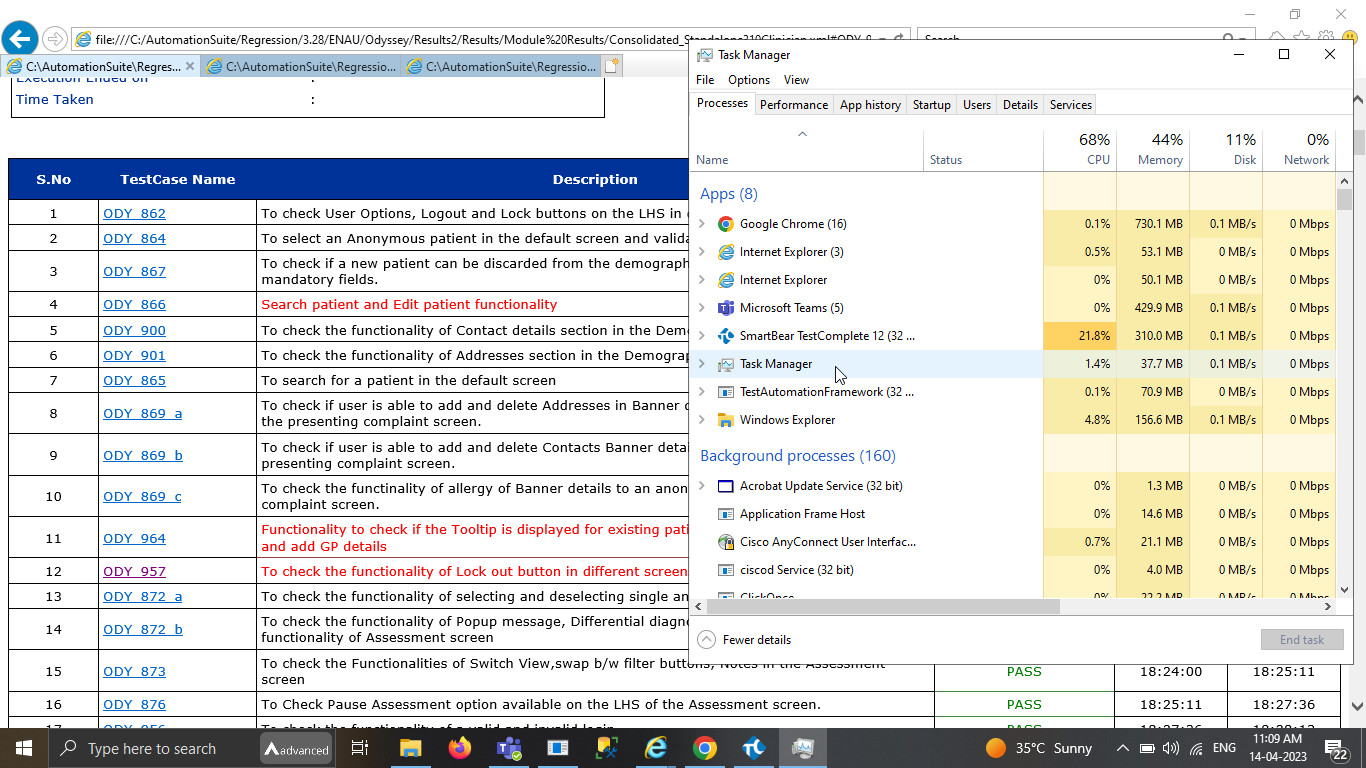 file:///C:/AutomationSuite/Regression/3.28/ENAU/Odyssey/Results2/Results/Module%20Results/Consolidated_
Search...
C:\AutomationSuite\Regres...
C:\AutomationSuite\Regressio...
C:\AutomationSuite\Regressio...
Execution Ended on :
Time Taken :
S.No TestCase Name Description
1 ODY_862 To check User Options, Logout and Lock buttons on the LHS in
2 ODY_864 To select an Anonymous patient in the default screen and valida
3 ODY_867 To check if a new patient can be discarded from the demograph
mandatory fields.
4 ODY_866 Search patient and Edit patient functionality
5 ODY_900 To check the functionality of Contact details section in the Dem
6 ODY_901 To check the functionality of Addresses section in the Demograp
7 ODY_865 To search for a patient in the default screen
8 ODY_869_a To check if user is able to add and delete Addresses in Banner
the presenting complaint screen.
9 ODY_869_b To check if user is able to add and delete Contacts Banner detai
presenting complaint screen.
10 ODY_869_c To check the functinality of allergy of Banner details to an anon
complaint screen.
11 ODY_964 Functionality to check if the Tooltip is displayed for existing pati
and add GP details
12 ODY_957 To check the functionality of Lock out button in different screen
13 ODY_872_a To check the functionality of selecting and deselecting single an
14 ODY_872_b To check the functionality of Popup message, Differential diagn
functionality of Assessment screen
15 ODY_873 To check the Functionalities of Switch View,swap b/w filter buttons, Notes in the Assessment
screen PASS 18:24:00 18:25:11
16 ODY_876 To Check Pause Assessment option available on the LHS of the Assessment screen. PASS 18:25:11 18:27:36
Task Manager
File Options View
Processes Performance App history Startup Users Details Services
68% 44% 11% 0%
Name Status CPU Memory Disk Network
Apps (8)
Google Chrome (16) 0.1% 730.1 MB 0.1 MB/s 0 Mbps
Internet Explorer (3) 0.5% 53.1 MB 0 MB/s 0 Mbps
Internet Explorer 0% 50.1 MB 0 MB/s 0 Mbps
Microsoft Teams (5) 0% 429.9 MB 0.1 MB/s 0 Mbps
SmartBear TestComplete 12 (32 ... 21.8% 310.0 MB 0.1 MB/s 0 Mbps
Task Manager 1.4% 37.7 MB 0.1 MB/s 0 Mbps
TestAutomationFramework (32 ... 0.1% 70.9 MB 0 MB/s 0 Mbps
Windows Explorer 4.8% 156.6 MB 0.1 MB/s 0 Mbps
Background processes (160)
Acrobat Update Service (32 bit) 0% 1.3 MB 0 MB/s 0 Mbps
Application Frame Host 0% 14.6 MB 0 MB/s 0 Mbps
Cisco AnyConnect User Interfac... 0.7% 21.1 MB 0 MB/s 0 Mbps
ciscod Service (32 bit) 0% 4.0 MB 0 MB/s 0 Mbps
ClickOnce 0% 22.2 MB 0 MB/s 0 Mbps
Fewer details End task
Type here to search
advanced
35°C Sunny
ENG
11:09 AM
14-04-2023
22